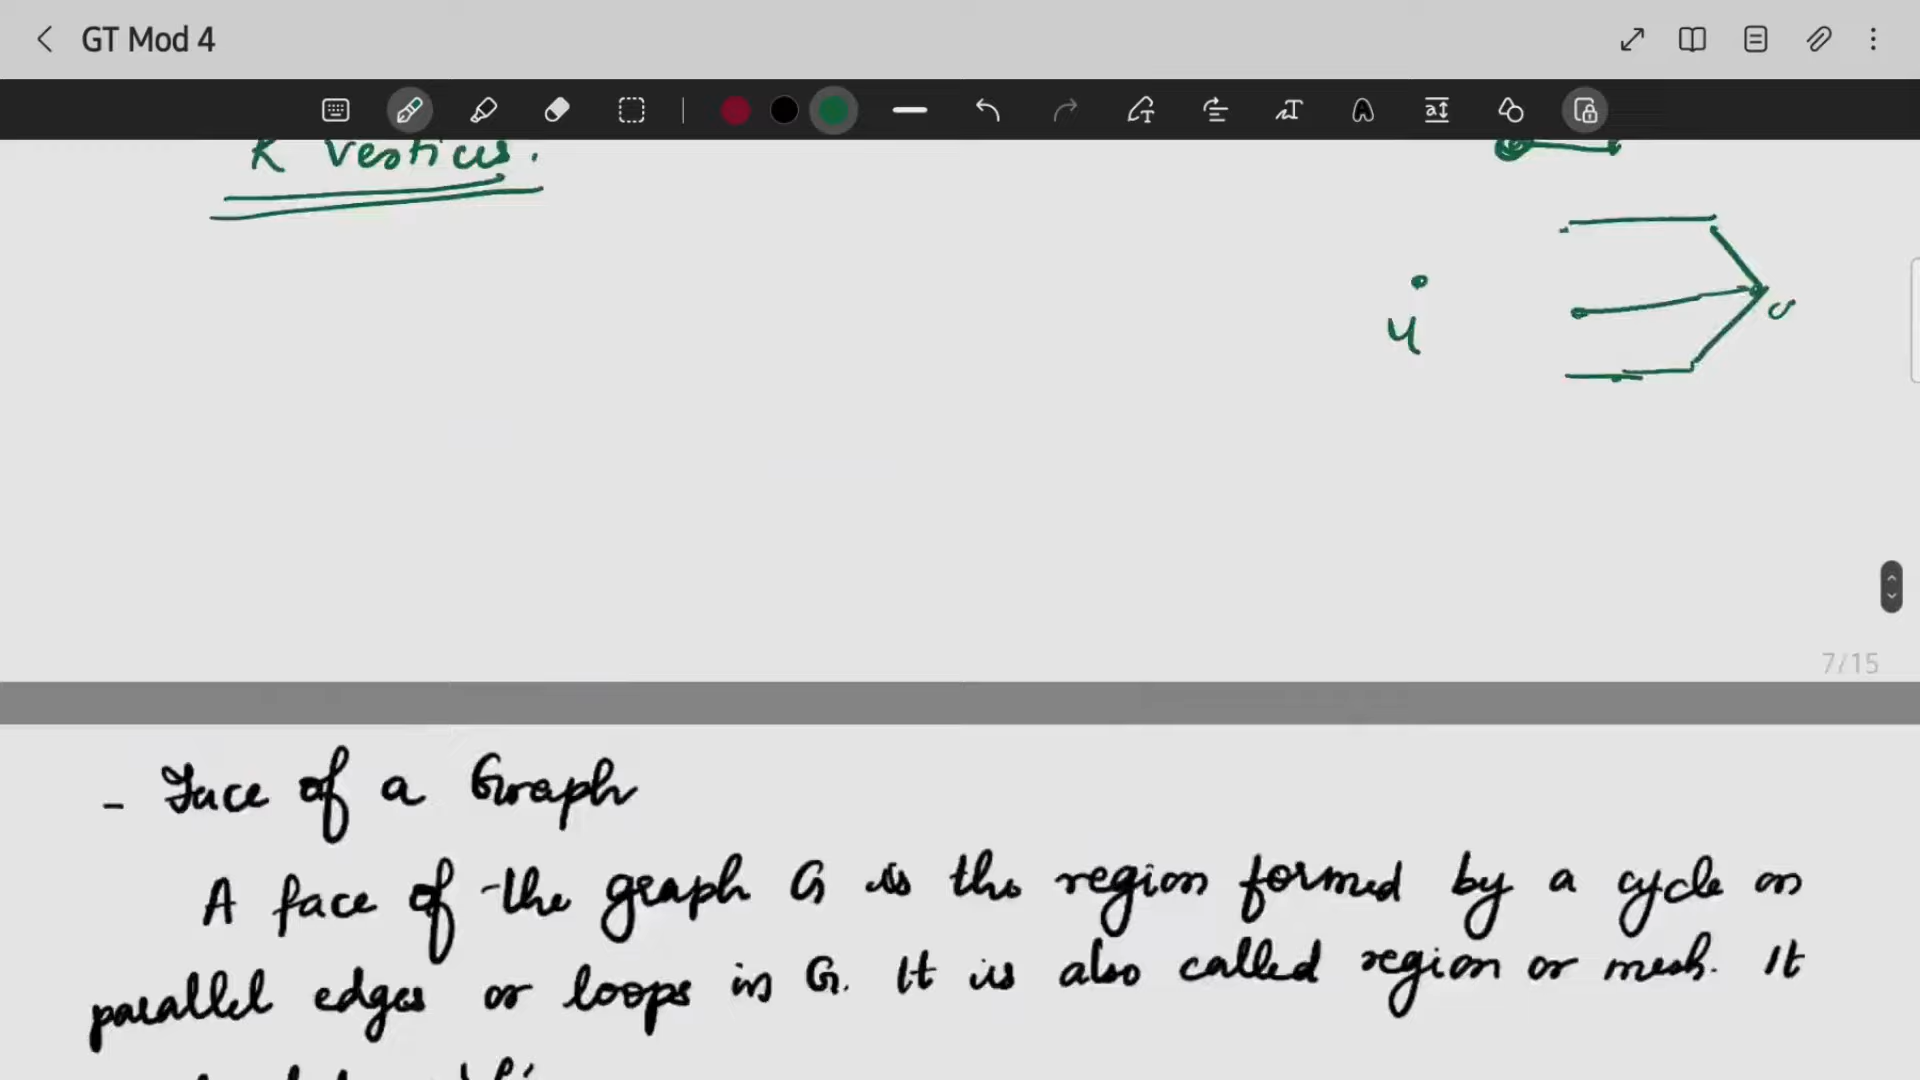 GT Mod 4
K Vertices.
u
v
7/15
- Face of a Graph
A face of the graph G is the region formed by a cycle or
parallel edges or loops in G. It is also called region or mesh. It